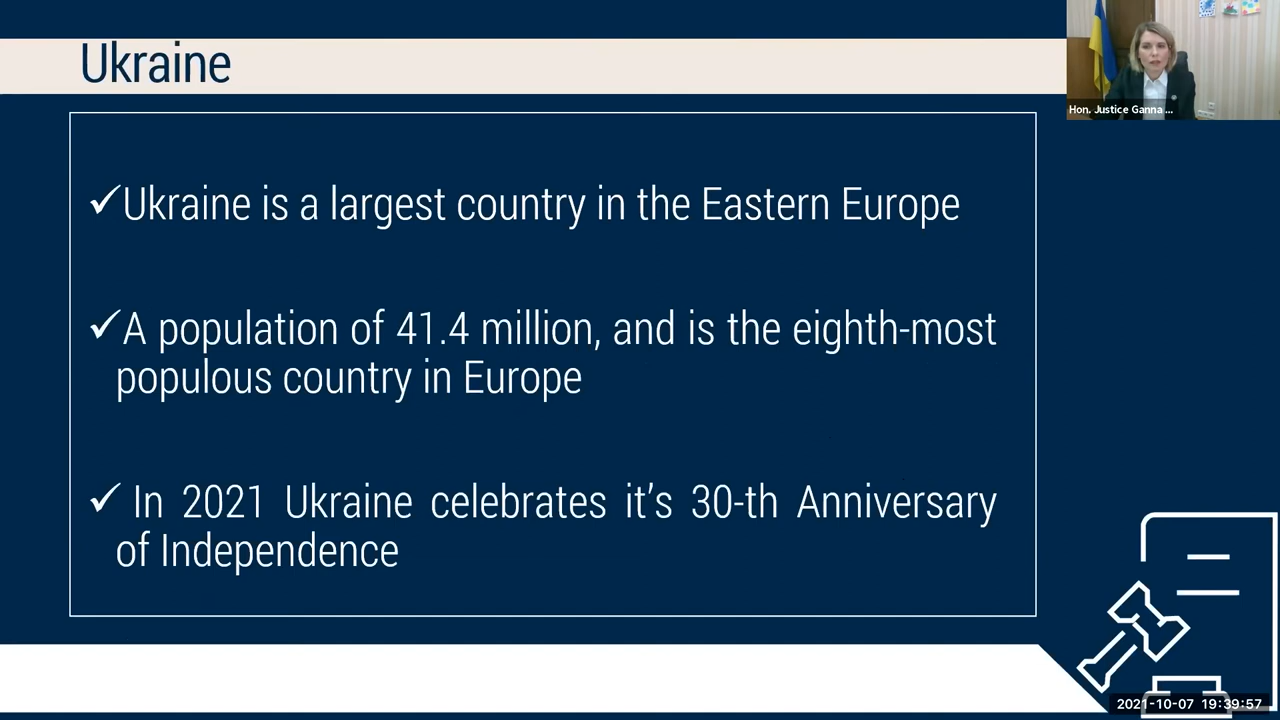 Ukraine
Hon. Justice Ganna ...
✓Ukraine is a largest country in the Eastern Europe
✓A population of 41.4 million, and is the eighth-most
populous country in Europe
✓ In 2021 Ukraine celebrates it’s 30-th Anniversary
of Independence
2021-10-07 19:39:57